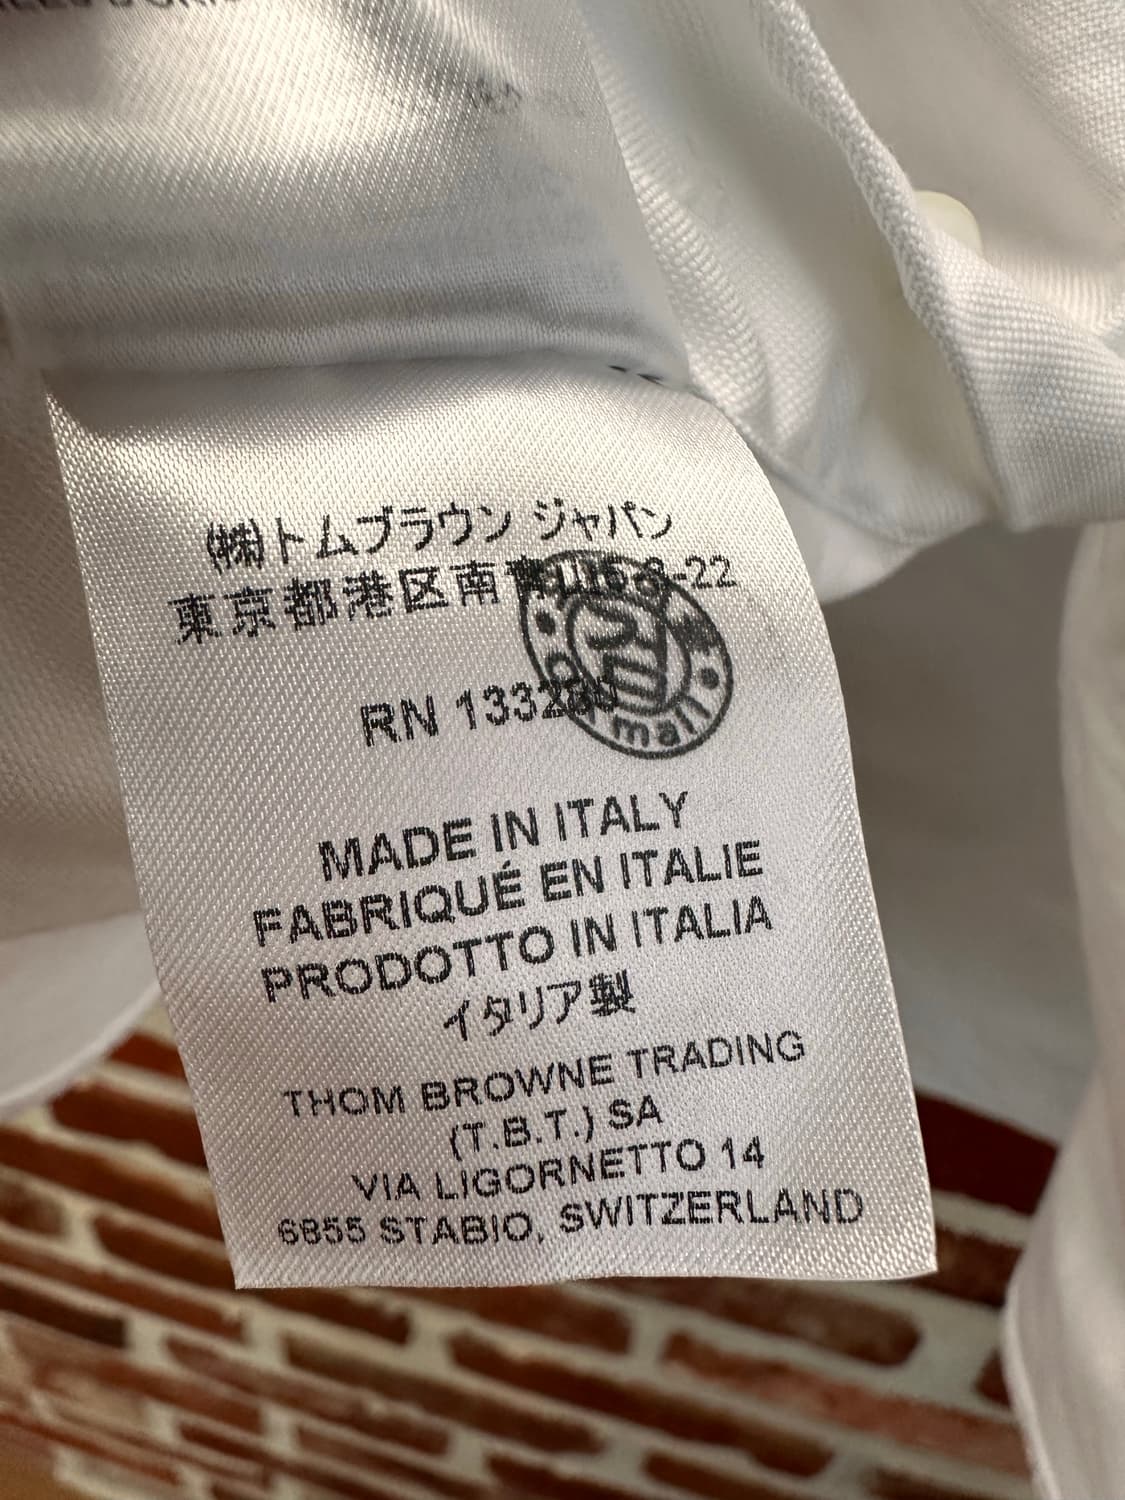 (株)トムブラウン ジャパン
東京都港区南 -22
RN
MADE IN ITALY
FABRIQUÉ EN ITALIE
PRODOTTO IN ITALIA
イタリア製
THOM BROWNE TRADING
(T.B.T.) SA
VIA LIGORNETTO 14
6855 STABIO, SWITZERLAND
mall